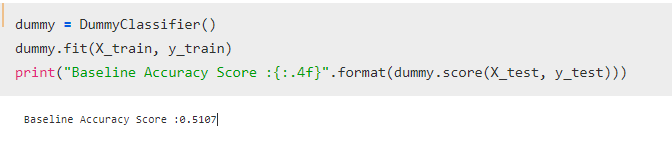 dummy = DummyClassifier()
dummy.fit(X_train, y_train)
print("Baseline Accuracy Score :{:.4f}".format(dummy.score(X_test, y_test)))
Baseline Accuracy Score :0.5107